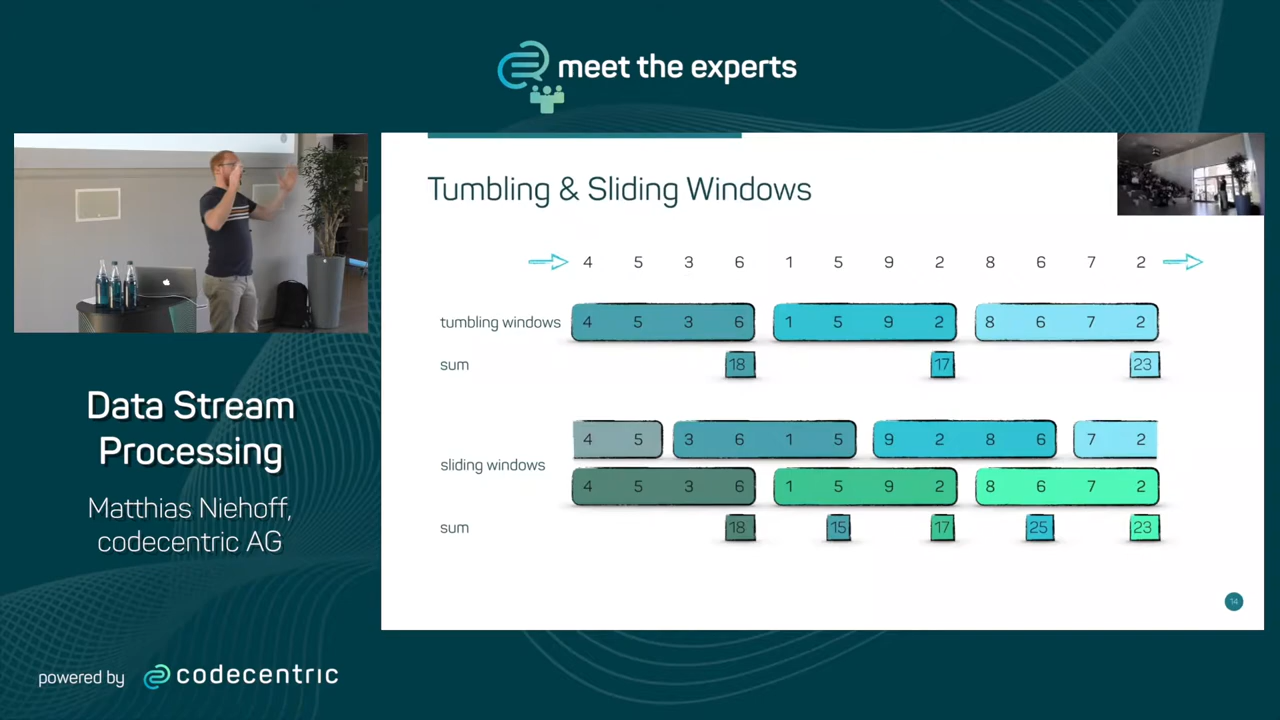 meet the experts
Tumbling & Sliding Windows
4 5 3 6 1 5 9 2 8 6 7 2
tumbling windows 4 5 3 6 1 5 9 2 8 6 7 2
sum 18 17 23
4 5 3 6 1 5 9 2 8 6 7 2
sliding windows
4 5 3 6 1 5 9 2 8 6 7 2
sum 18 15 17 25 23
14
Data Stream
Processing
Matthias Niehoff,
codecentric AG
powered by codecentric